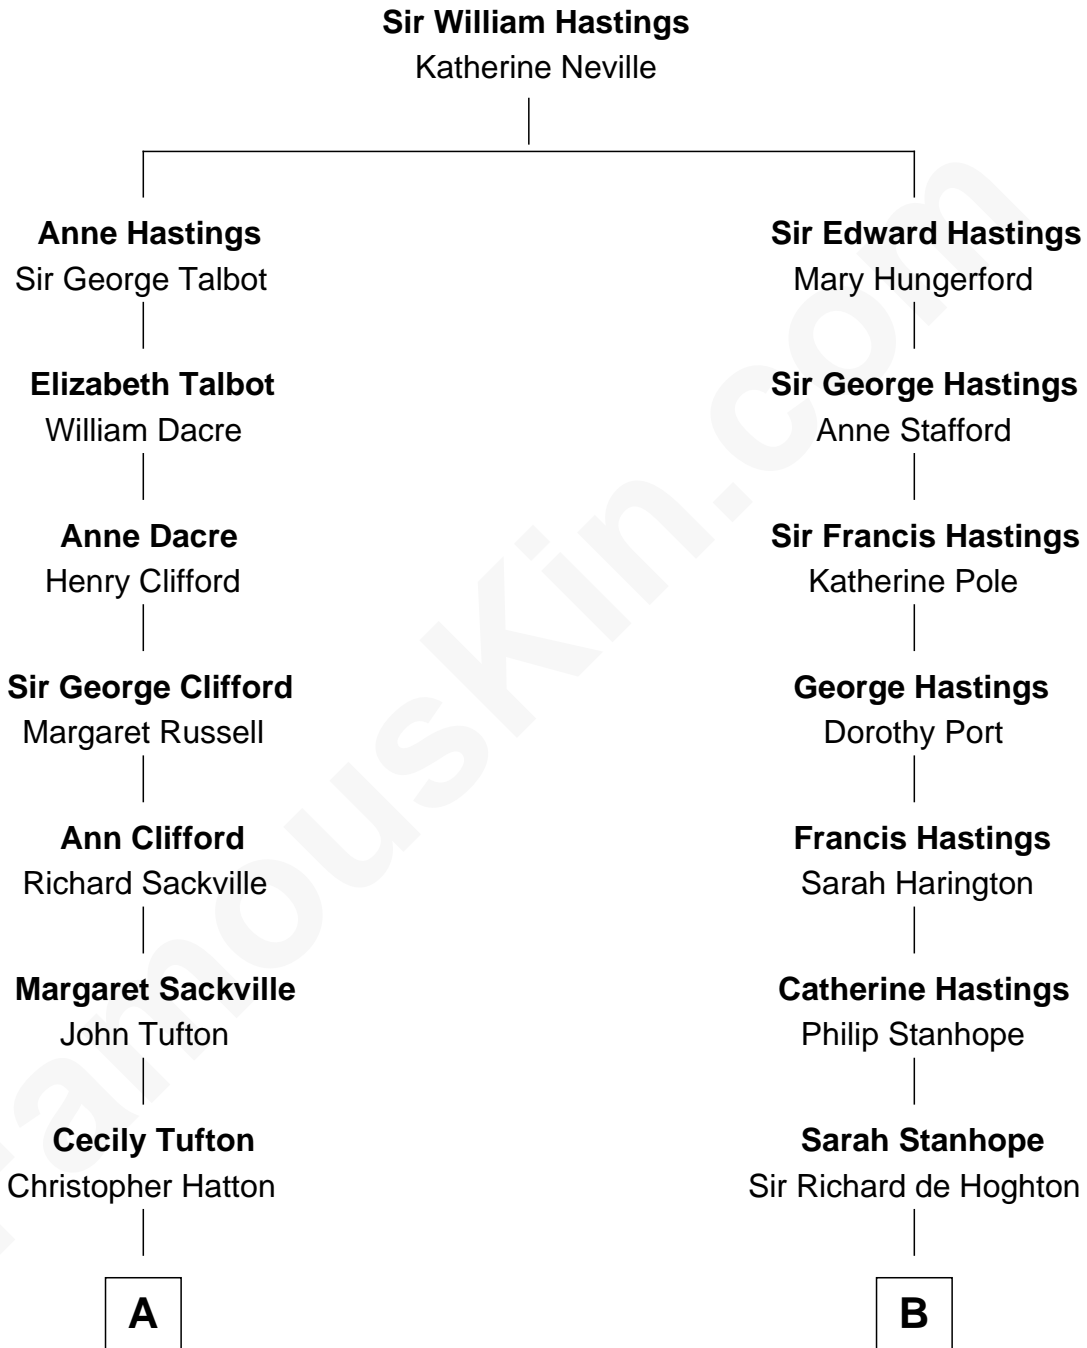 Sir William Hastings
Katherine Neville
Anne Hastings
Sir George Talbot
Sir Edward Hastings
Mary Hungerford
Elizabeth Talbot
William Dacre
Sir George Hastings
Anne Stafford
Anne Dacre
Henry Clifford
Sir Francis Hastings
Katherine Pole
Sir George Clifford
Margaret Russell
George Hastings
Dorothy Port
Ann Clifford
Richard Sackville
Francis Hastings
Sarah Harington
Margaret Sackville
John Tufton
Catherine Hastings
Philip Stanhope
Cecily Tufton
Christopher Hatton
Sarah Stanhope
Sir Richard de Hoghton
A
B
FamousKin.com